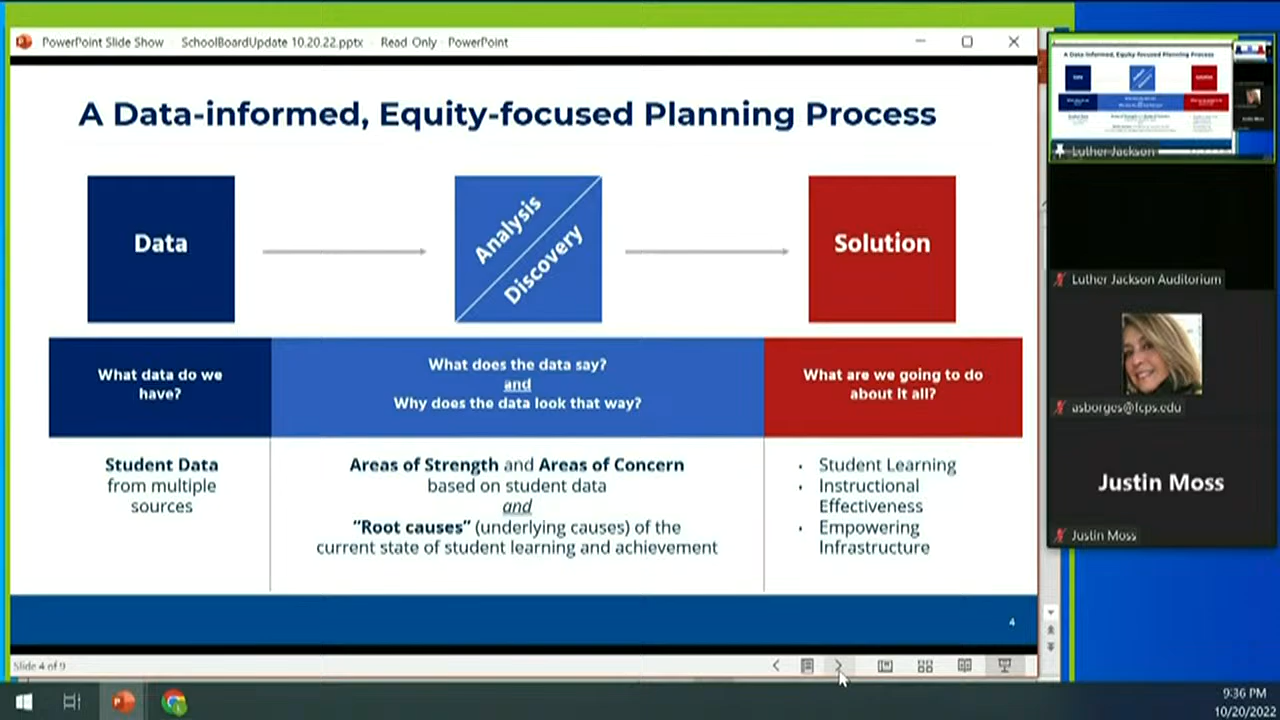 PowerPoint Slide Show - SchoolBoardUpdate 10.20.22.pptx - Read Only - PowerPoint
A Data-informed, Equity-focused Planning Process
Data
Analysis
Discovery
Solution
What data do we
have?
What does the data say?
and
Why does the data look that way?
What are we going to do
about it all?
Student Data
from multiple
sources
Areas of Strength and Areas of Concern
based on student data
and
“Root causes” (underlying causes) of the
current state of student learning and achievement
• Student Learning
• Instructional
Effectiveness
• Empowering
Infrastructure
4
Slide 4 of 9
A Data-informed, Equity-focused Planning Process
Data
Analysis
Discovery
Solution
Luther Jackson
Luther Jackson Auditorium
asborges@fcps.edu
Justin Moss
Justin Moss
9:36 PM
10/20/2022